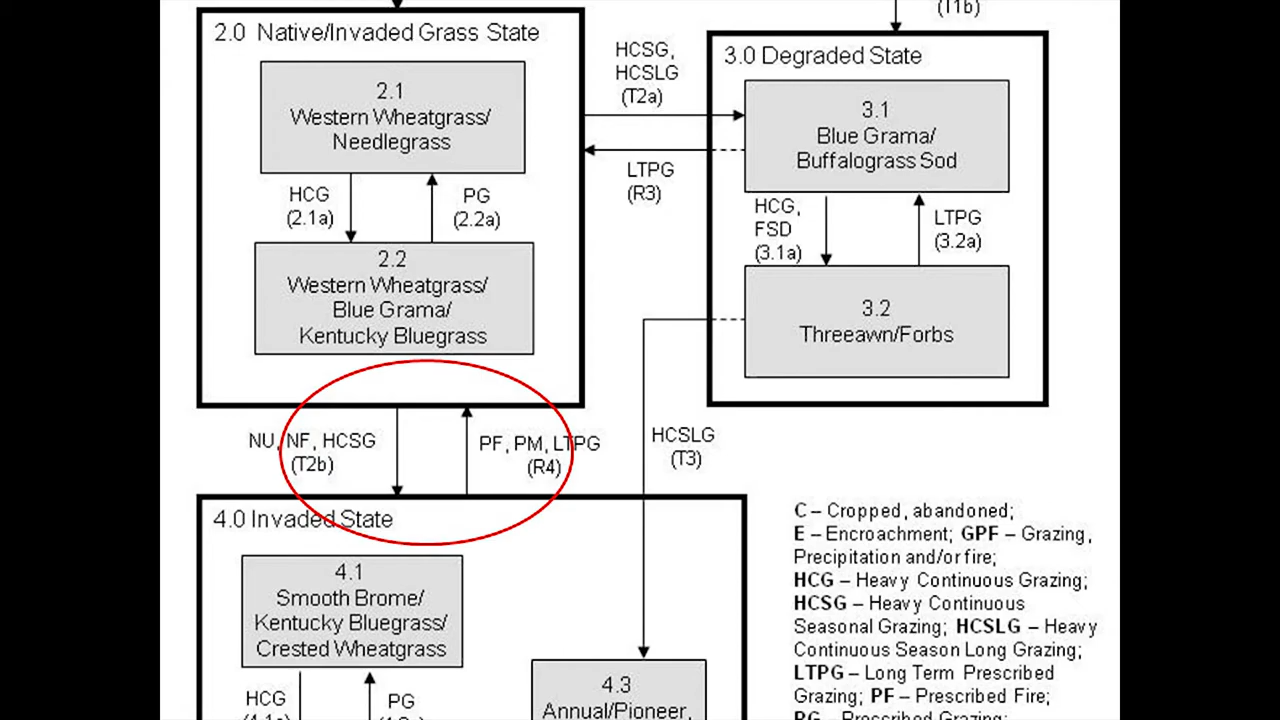 (T1b)
2.0 Native/Invaded Grass State
2.1
Western Wheatgrass/
Needlegrass
HCG
(2.1a)
PG
(2.2a)
2.2
Western Wheatgrass/
Blue Grama/
Kentucky Bluegrass
HCSG,
HCSLG
(T2a)
LTPG
(R3)
3.0 Degraded State
3.1
Blue Grama/
Buffalograss Sod
HCG,
FSD
(3.1a)
LTPG
(3.2a)
3.2
Threeawn/Forbs
NU, NF, HCSG
(T2b)
PF, PM, LTPG
(R4)
HCSLG
(T3)
4.0 Invaded State
4.1
Smooth Brome/
Kentucky Bluegrass/
Crested Wheatgrass
HCG
PG
4.3
Annual/Pioneer,
C – Cropped, abandoned;
E – Encroachment; GPF – Grazing,
Precipitation and/or fire;
HCG – Heavy Continuous Grazing;
HCSG – Heavy Continuous
Seasonal Grazing; HCSLG – Heavy
Continuous Season Long Grazing;
LTPG – Long Term Prescribed
Grazing; PF – Prescribed Fire;
PG – Prescribed Grazing;